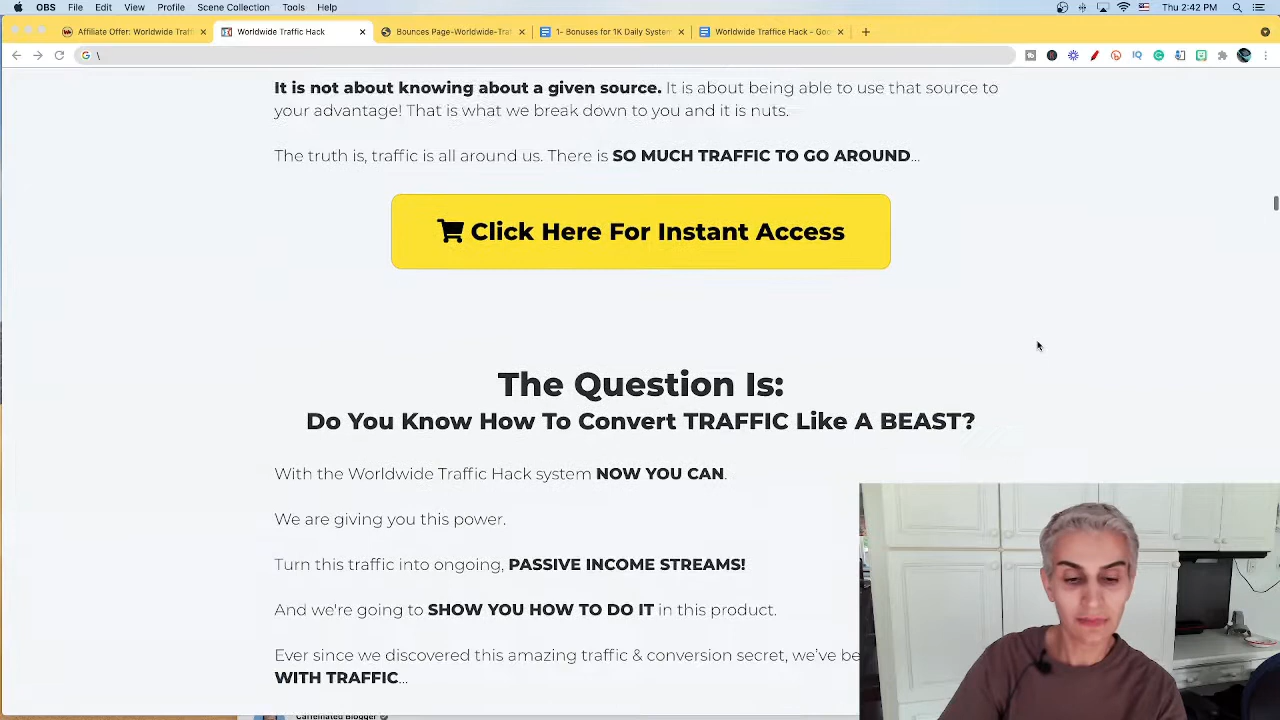 OBS File Edit View Profile Scene Collection Tools Help Thu 2:42 PM
Affiliate Offer: Worldwide Traf Worldwide Traffic Hack Bounces Page-Worldwide-Tra 1- Bonuses for 1K Daily System Worldwide Traffice Hack - Goo
\
It is not about knowing about a given source. It is about being able to use that source to
your advantage! That is what we break down to you and it is nuts.
The truth is, traffic is all around us. There is SO MUCH TRAFFIC TO GO AROUND...
Click Here For Instant Access
The Question Is:
Do You Know How To Convert TRAFFIC Like A BEAST?
With the Worldwide Traffic Hack system NOW YOU CAN.
We are giving you this power.
Turn this traffic into ongoing, PASSIVE INCOME STREAMS!
And we're going to SHOW YOU HOW TO DO IT in this product.
Ever since we discovered this amazing traffic & conversion secret, we've be
WITH TRAFFIC...
Caffeinated Blogger